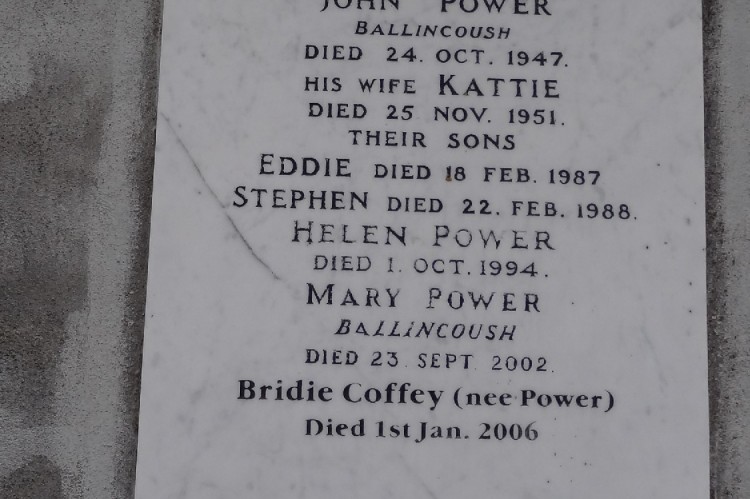 JOHN POWER
BALLINCOUSH
DIED 24. OCT. 1947.
HIS WIFE KATTIE
DIED 25 NOV. 1951.
THEIR SONS
EDDIE DIED 18 FEB. 1987
STEPHEN DIED 22. FEB. 1988.
HELEN POWER
DIED 1. OCT. 1994.
MARY POWER
BALLINCOUSH
DIED 23 SEPT 2002.
Bridie Coffey (nee Power)
Died 1st Jan. 2006